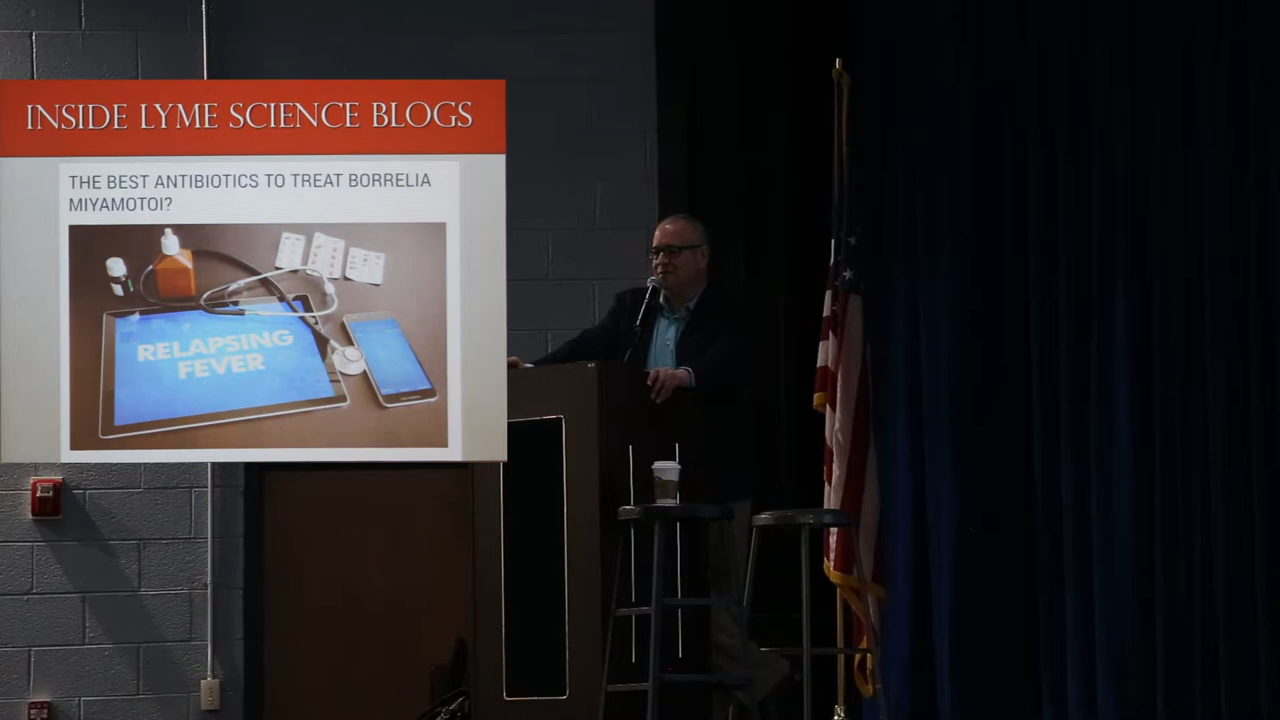 INSIDE LYME SCIENCE BLOGS
THE BEST ANTIBIOTICS TO TREAT BORRELIA
MIYAMOTOI?
RELAPSING
FEVER